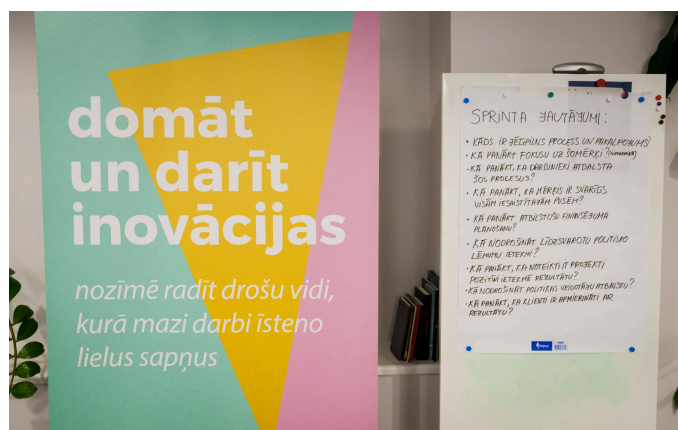 domāt
un darīt
inovācijas
nozīmē radīt drošu vidi,
kurā mazi darbi īsteno
lielus sapņus
SPRINTA JAUTĀJUMI:
• KĀDS IR JĒGPILNS PROCESS UN PAKALPOJUMS
• KĀ PANĀKT FOKUSU UZ ŠO MĒRĶI?
• KĀ PANĀKT, KA DARBINIEKI ATBALSTA
ŠOS PROCESUS?
• KĀ PANĀKT, KA MĒRĶIS IR SVARĪGS
VISĀM IESAISTĪTAJĀM PUSĒM?
• KĀ PANĀKT ATBILSTOŠU FINANSĒJUMA
PLĀNOŠANU?
• KĀ NODROŠINĀT LĪDZSVAROTU POLITISKO
LĒMUMU IETEKMI?
• KĀ PANĀKT, KA NOTEIKTI IT PROJEKTI
POZITĪVI IETEKMĒ REZULTĀTU?
• KĀ NODROŠINĀT POLITIKAS VEIDOTĀJU ATBALSTU?
• KĀ PANĀKT, KA KLIENTI IR APMIERINĀTI AR
REZULTĀTU?